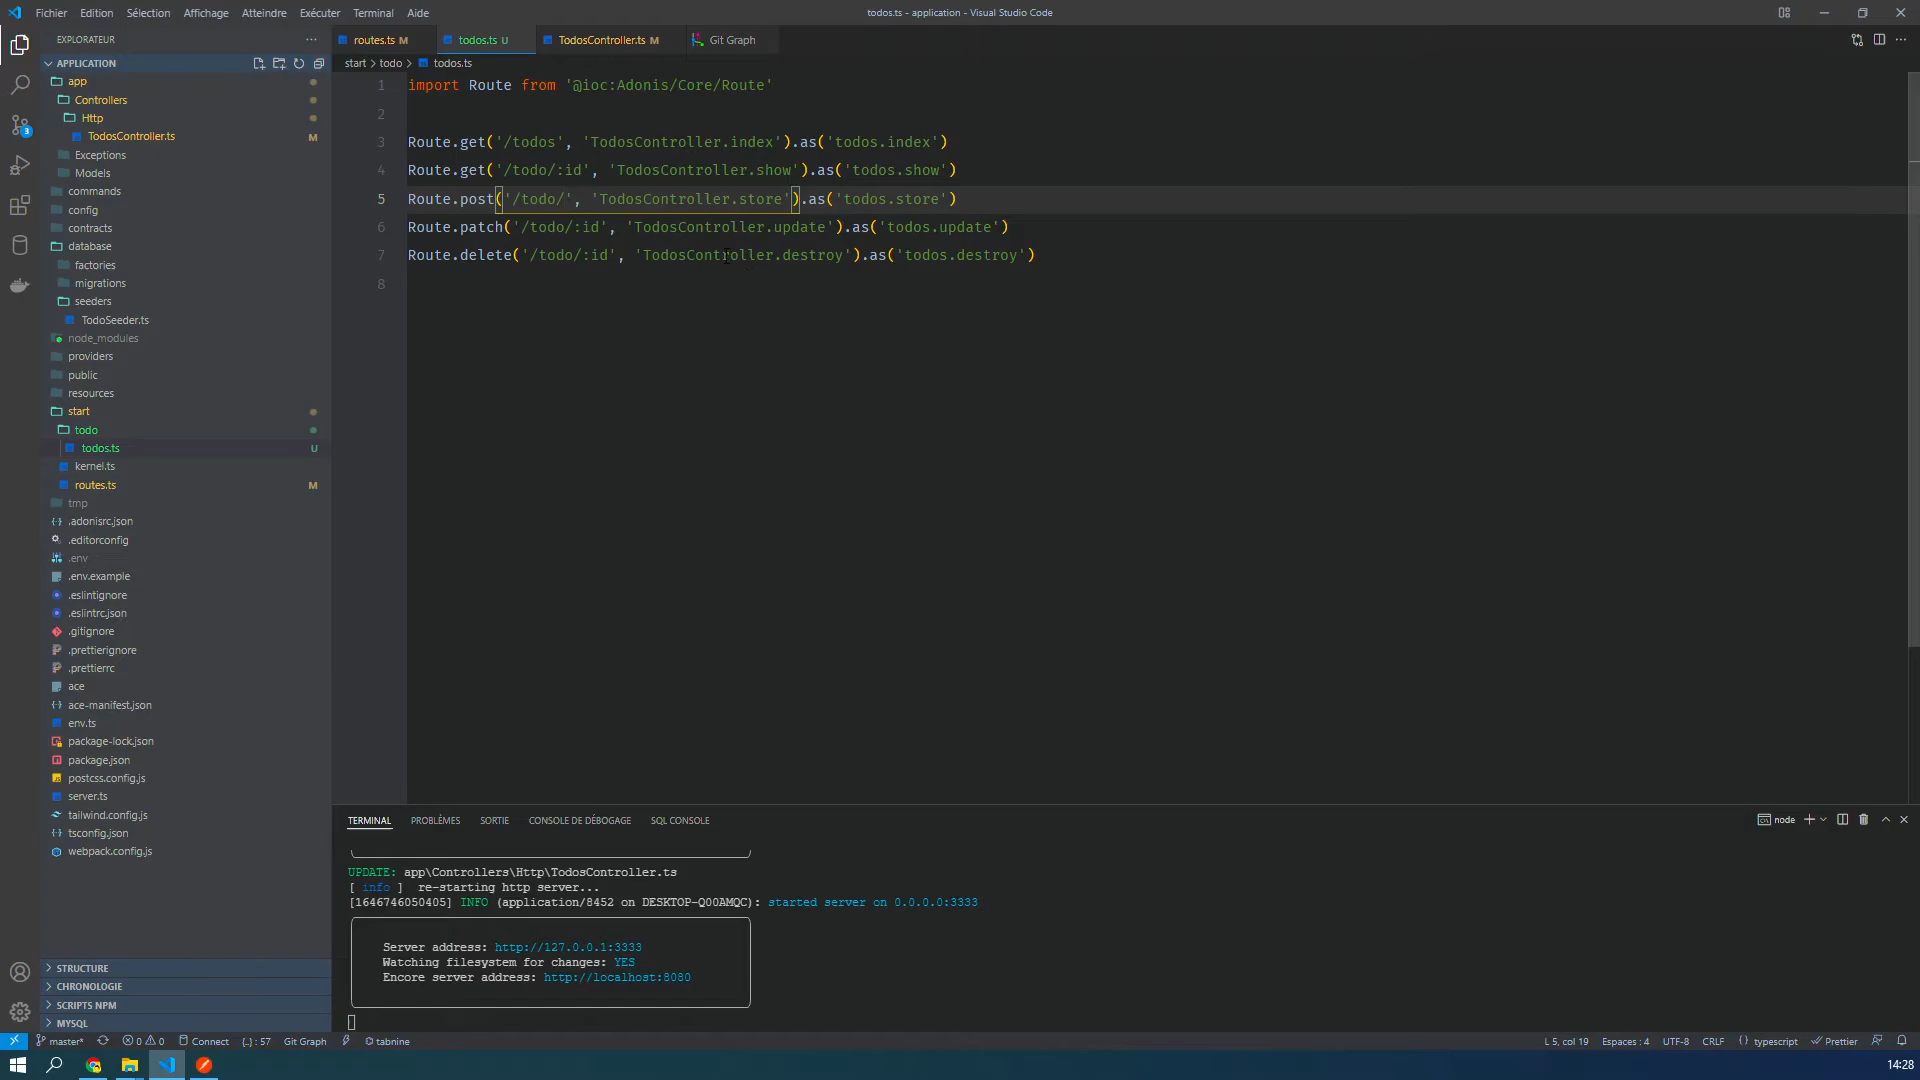 Fichier Edition Sélection Affichage Atteindre Exécuter Terminal Aide
todos.ts - application - Visual Studio Code
EXPLORATEUR
APPLICATION
app
Controllers
Http
TodosController.ts M
Exceptions
Models
commands
config
contracts
database
factories
migrations
seeders
TodoSeeder.ts
node_modules
providers
public
resources
start
todo
todos.ts U
kernel.ts
routes.ts M
tmp
.adonisrc.json
.editorconfig
.env
.env.example
.eslintignore
.eslintrc.json
.gitignore
.prettierignore
.prettierrc
ace
ace-manifest.json
env.ts
package-lock.json
package.json
postcss.config.js
server.ts
tailwind.config.js
tsconfig.json
webpack.config.js
STRUCTURE
CHRONOLOGIE
SCRIPTS NPM
MYSQL
3
routes.ts M todos.ts U TodosController.ts M Git Graph
start > todo > todos.ts
1 import Route from '@ioc:Adonis/Core/Route'
2
3 Route.get('/todos', 'TodosController.index').as('todos.index')
4 Route.get('/todo/:id', 'TodosController.show').as('todos.show')
5 Route.post('/todo/', 'TodosController.store').as('todos.store')
6 Route.patch('/todo/:id', 'TodosController.update').as('todos.update')
7 Route.delete('/todo/:id', 'TodosController.destroy').as('todos.destroy')
8
TERMINAL PROBLÈMES SORTIE CONSOLE DE DÉBOGAGE SQL CONSOLE
node
UPDATE: app\Controllers\Http\TodosController.ts
[ info ] re-starting http server...
[1646746050405] INFO (application/8452 on DESKTOP-Q00AMQC): started server on 0.0.0.0:3333
Server address: http://127.0.0.1:3333
Watching filesystem for changes: YES
Encore server address: http://localhost:8080
master* 0 0 Connect {..} : 57 Git Graph tabnine
L 5, col 19 Espaces : 4 UTF-8 CRLF {} typescript Prettier
14:28